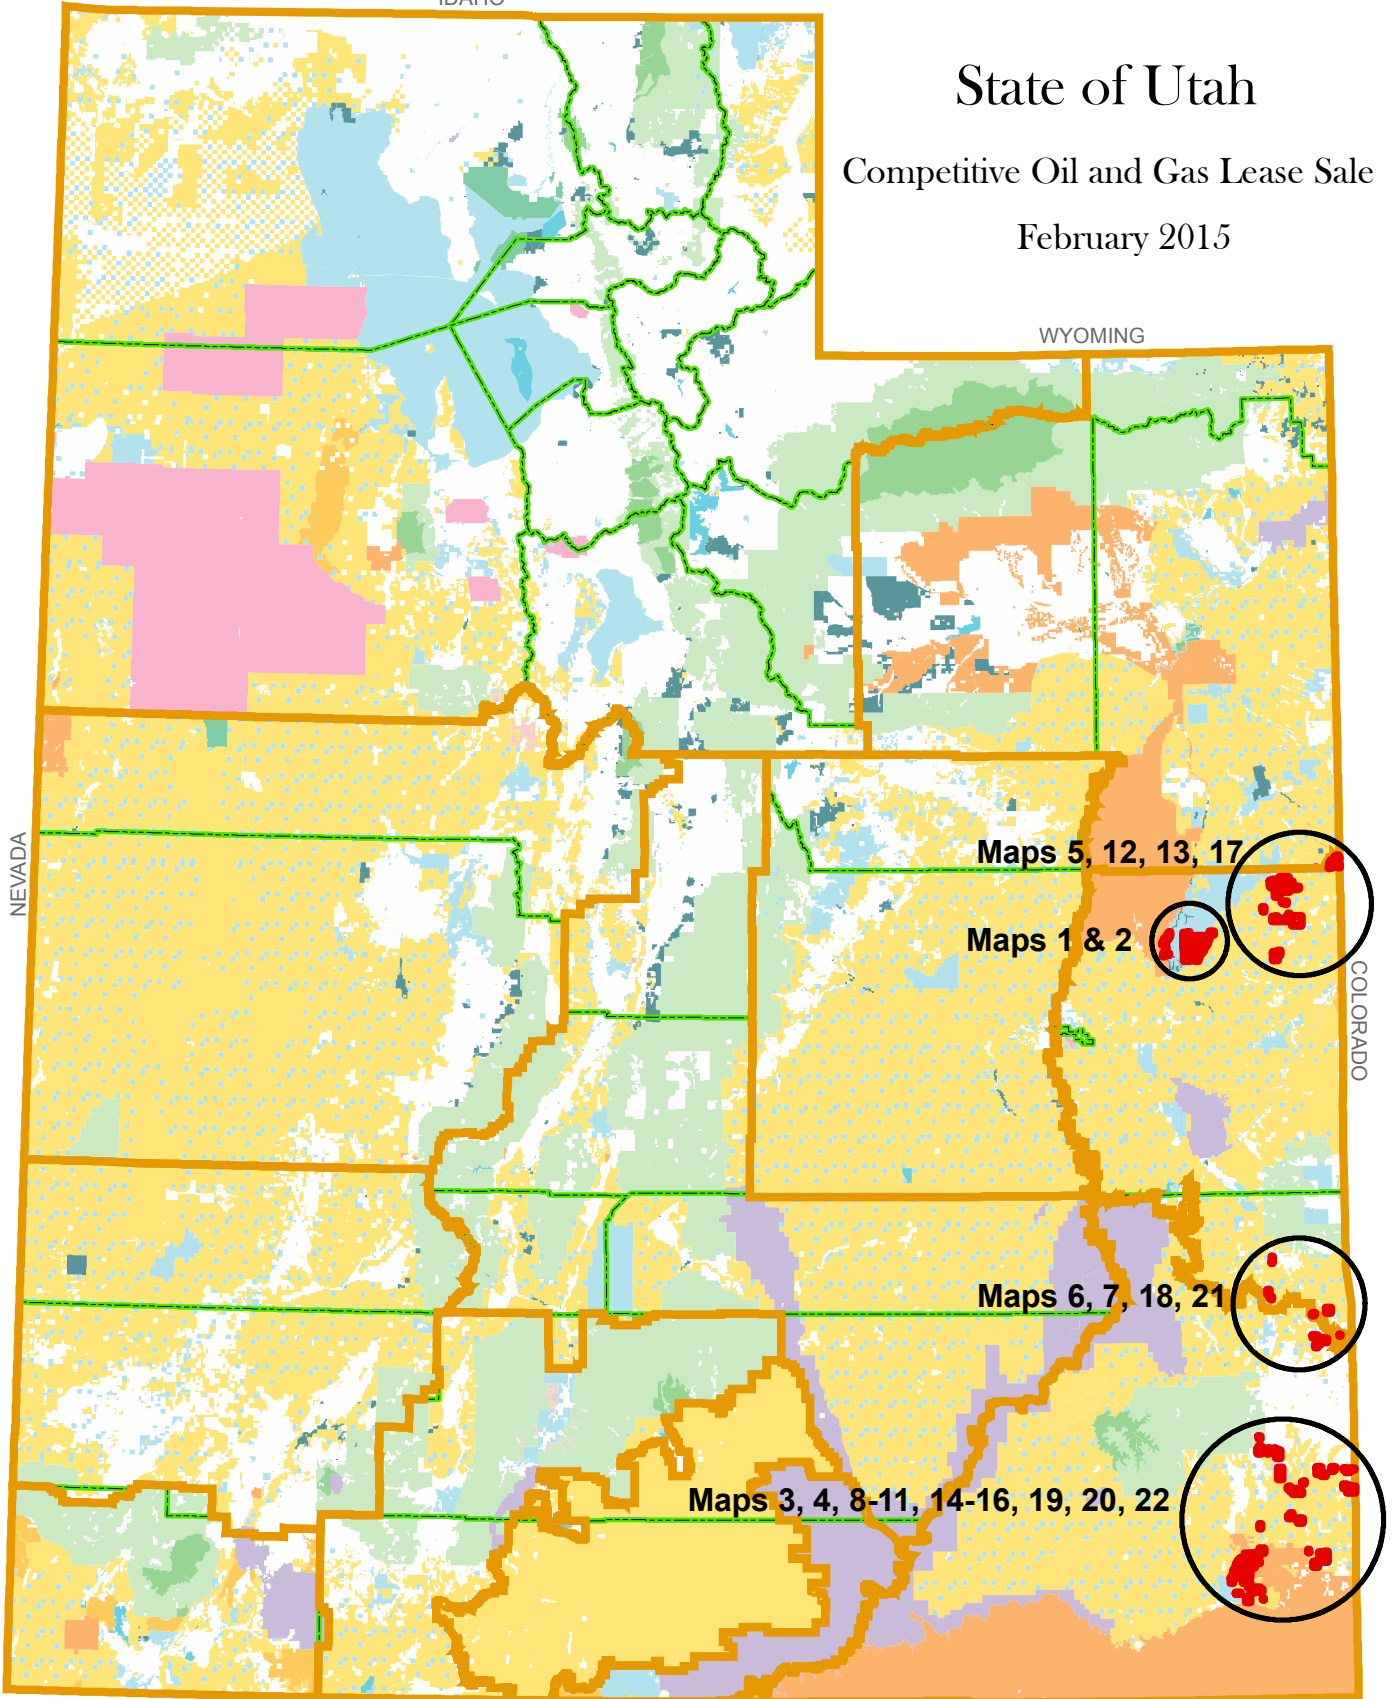 IDAHO
State of Utah
Competitive Oil and Gas Lease Sale
February 2015
WYOMING
NEVADA
Maps 5, 12, 13, 17
Maps 1 & 2
COLORADO
Maps 6, 7, 18, 21
Maps 3, 4, 8-11, 14-16, 19, 20, 22